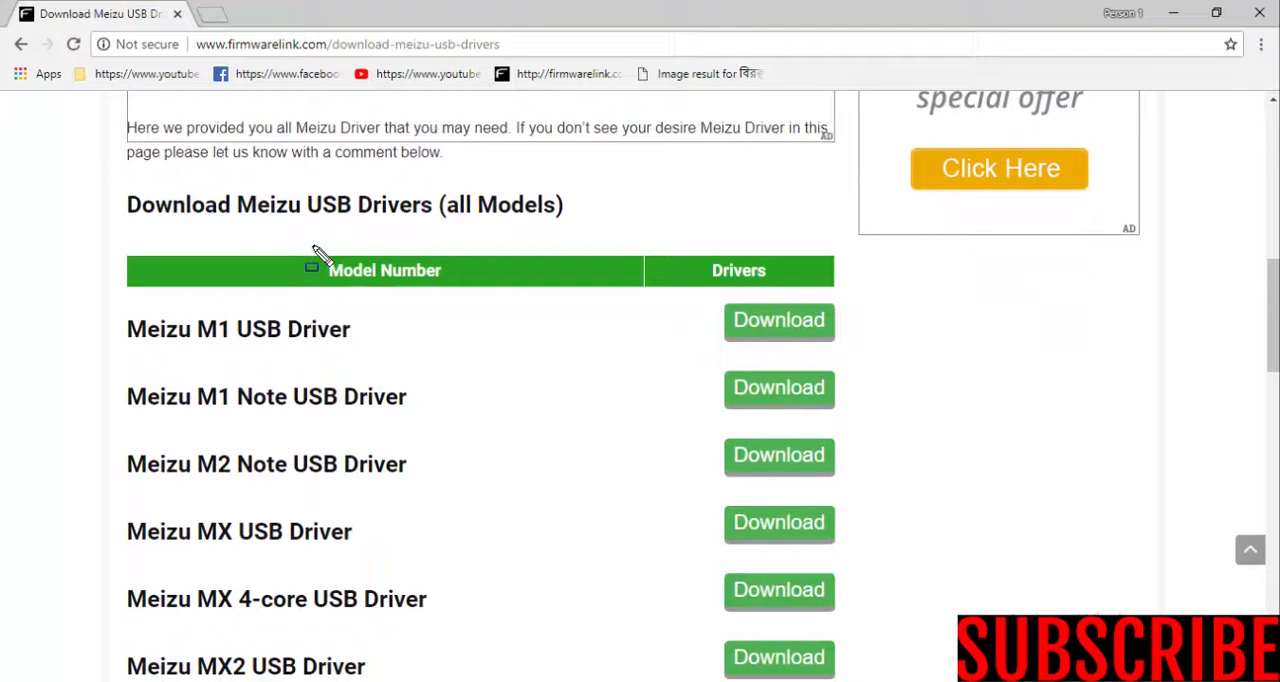 Download Meizu USB Dr
Person 1
Not secure
www.firmwarelink.com/download-meizu-usb-drivers
Apps
https://www.youtube
https://www.faceboo
https://www.youtube
http://firmwarelink.co
Image result for বিরহ
special offer
Click Here
AD
Here we provided you all Meizu Driver that you may need. If you don't see your desire Meizu Driver in this
AD
page please let us know with a comment below.
Download Meizu USB Drivers (all Models)
Model Number
Drivers
Meizu M1 USB Driver
Download
Meizu M1 Note USB Driver
Download
Meizu M2 Note USB Driver
Download
Meizu MX USB Driver
Download
Meizu MX 4-core USB Driver
Download
Meizu MX2 USB Driver
Download
SUBSCRIBE